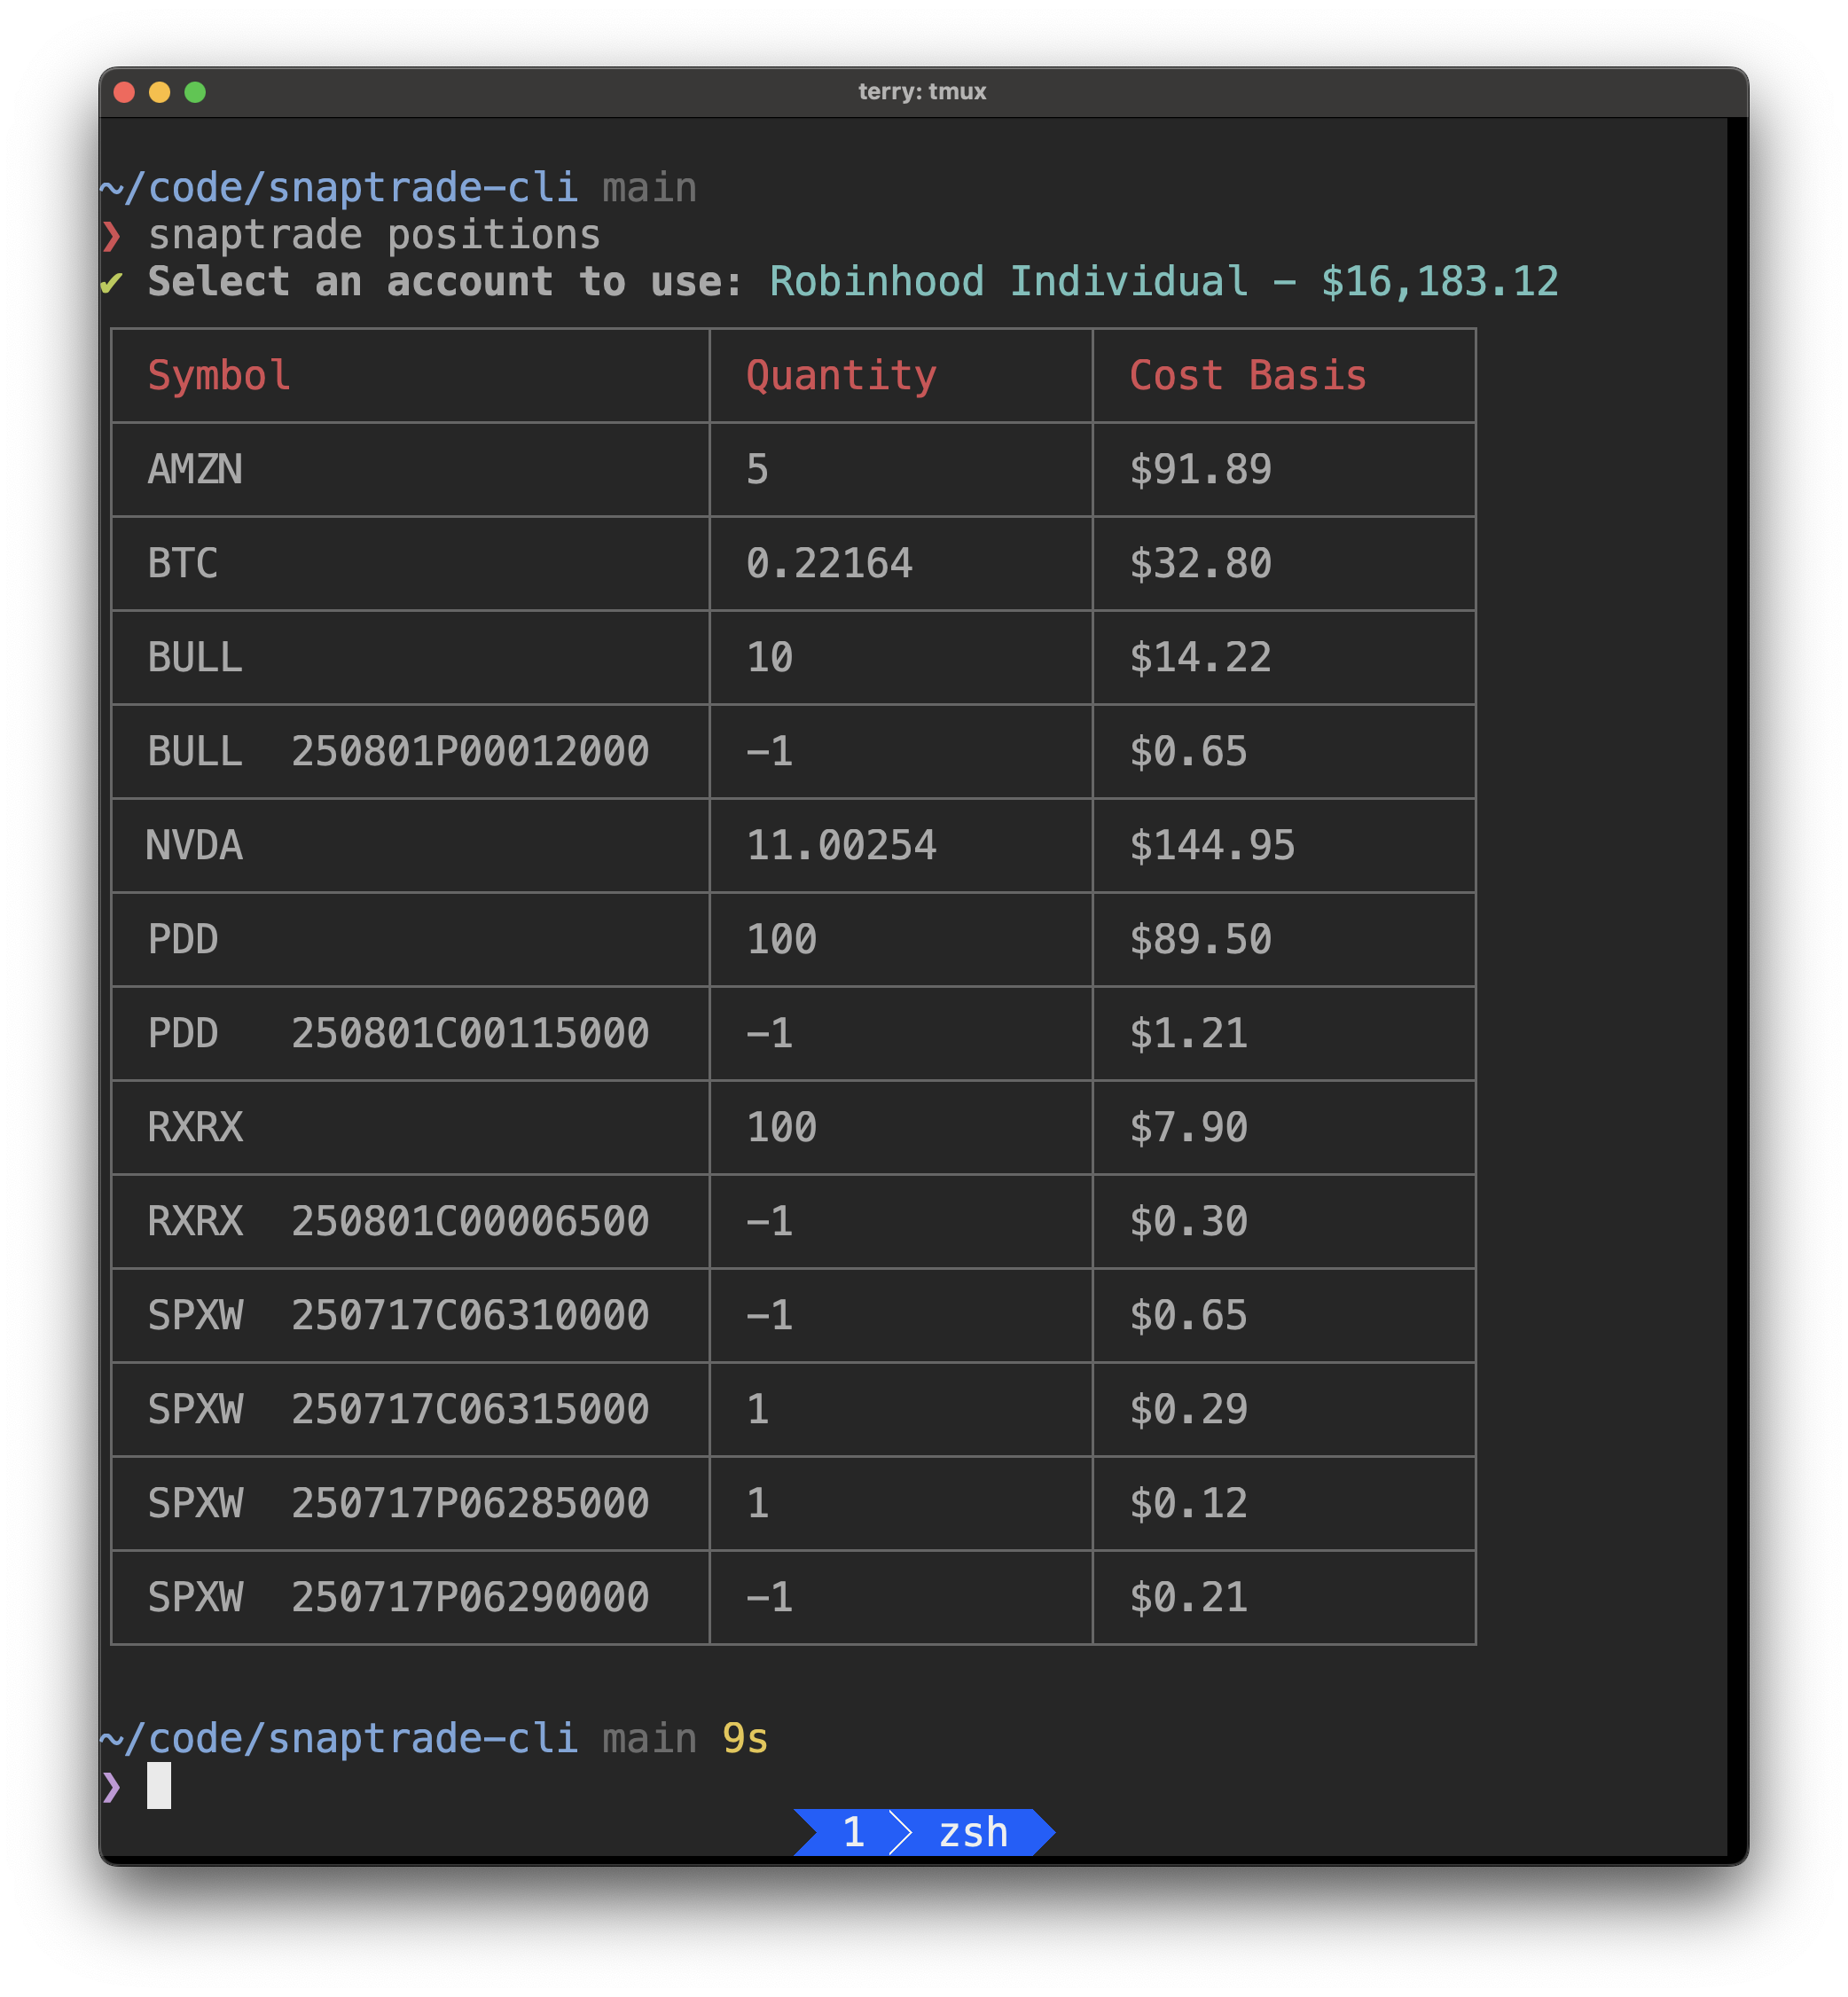 terry: tmux
~/code/snaptrade-cli main
❯ snaptrade positions
✔ Select an account to use: Robinhood Individual - $16,183.12
Symbol Quantity Cost Basis
AMZN 5 $91.89
BTC 0.22164 $32.80
BULL 10 $14.22
BULL  250801P00012000 -1 $0.65
NVDA 11.00254 $144.95
PDD 100 $89.50
PDD   250801C00115000 -1 $1.21
RXRX 100 $7.90
RXRX  250801C00006500 -1 $0.30
SPXW  250717C06310000 -1 $0.65
SPXW  250717C06315000 1 $0.29
SPXW  250717P06285000 1 $0.12
SPXW  250717P06290000 -1 $0.21
~/code/snaptrade-cli main 9s
❯
1 zsh